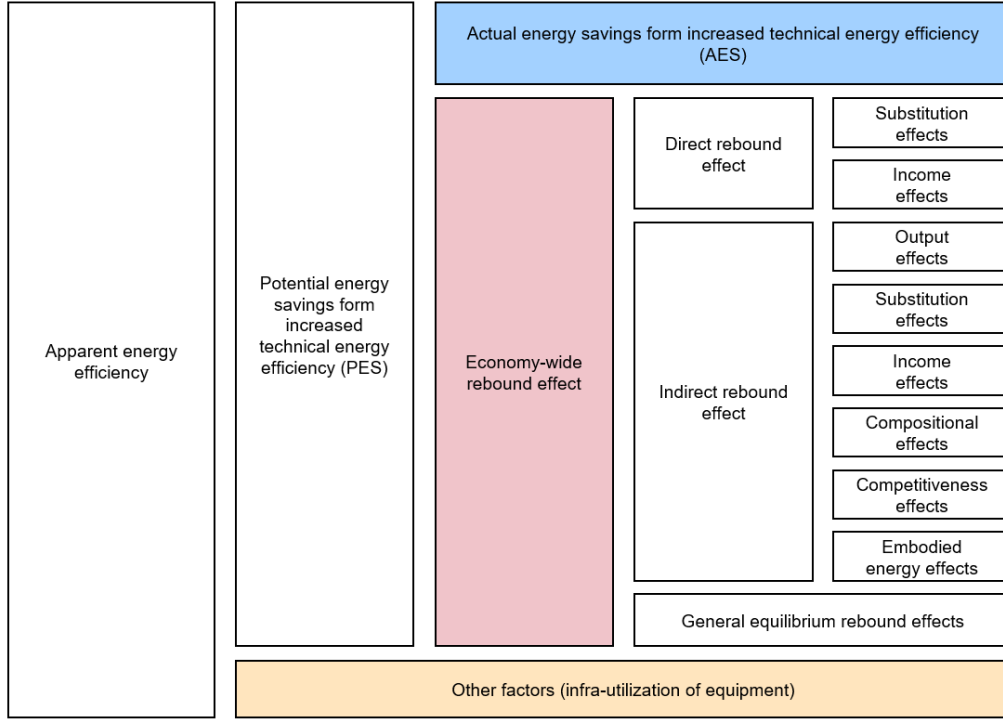 Actual energy savings form increased technical energy efficiency
(AES)
Apparent energy
efficiency
Potential energy
savings form
increased
technical energy
efficiency (PES)
Economy-wide
rebound effect
Direct rebound
effect
Substitution
effects
Income
effects
Indirect rebound
effect
Output
effects
Substitution
effects
Income
effects
Compositional
effects
Competitiveness
effects
Embodied
energy effects
General equilibrium rebound effects
Other factors (infra-utilization of equipment)